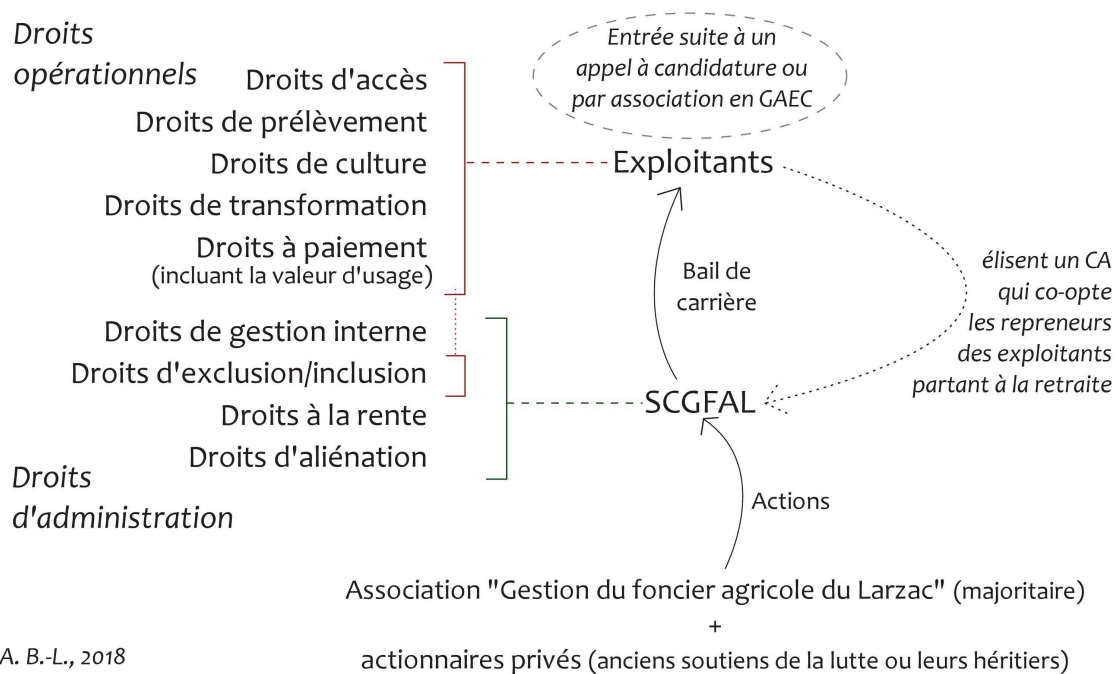 Droits
opérationnels
Droits d'accès
Droits de prélèvement
Droits de culture
Droits de transformation
Droits à paiement
(incluant la valeur d'usage)
Droits de gestion interne
Droits d'exclusion/inclusion
Droits à la rente
Droits d'aliénation
Droits
d'administration
Entrée suite à un
appel à candidature ou
par association en GAEC
Exploitants
Bail de
carrière
élisent un CA
qui co-opte
les repreneurs
des exploitants
partant à la retraite
SCGFAL
Actions
Association "Gestion du foncier agricole du Larzac" (majoritaire)
+
actionnaires privés (anciens soutiens de la lutte ou leurs héritiers)
A. B.-L., 2018